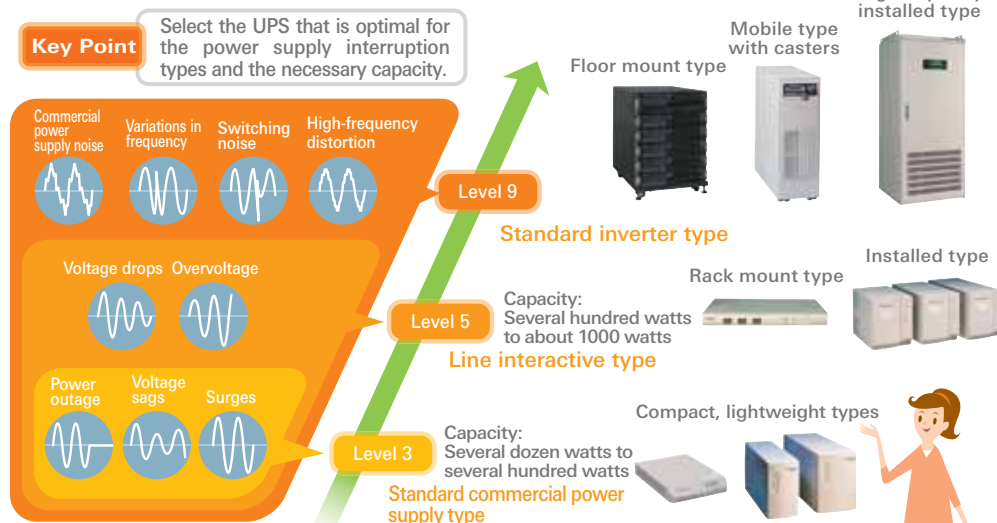 Key Point
Select the UPS that is optimal for
the power supply interruption
types and the necessary capacity.
installed type
Mobile type
with casters
Floor mount type
Commercial
power
supply noise
Variations in
frequency
Switching
noise
High-frequency
distortion
Level 9
Standard inverter type
Voltage drops
Overvoltage
Level 5
Capacity:
Several hundred watts
to about 1000 watts
Line interactive type
Rack mount type
Installed type
Power
outage
Voltage
sags
Surges
Level 3
Capacity:
Several dozen watts to
several hundred watts
Standard commercial power
supply type
Compact, lightweight types